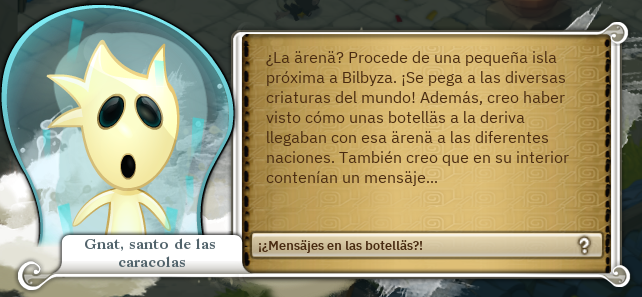 ¿La ärenä? Procede de una pequeña isla
próxima a Bilbyza. ¡Se pega a las diversas
criaturas del mundo! Además, creo haber
visto cómo unas botelläs a la deriva
llegaban con esa ärenä a las diferentes
naciones. También creo que en su interior
contenían un mensäje...
Gnat, santo de las
caracolas
¡¿Mensäjes en las botelläs?!
?